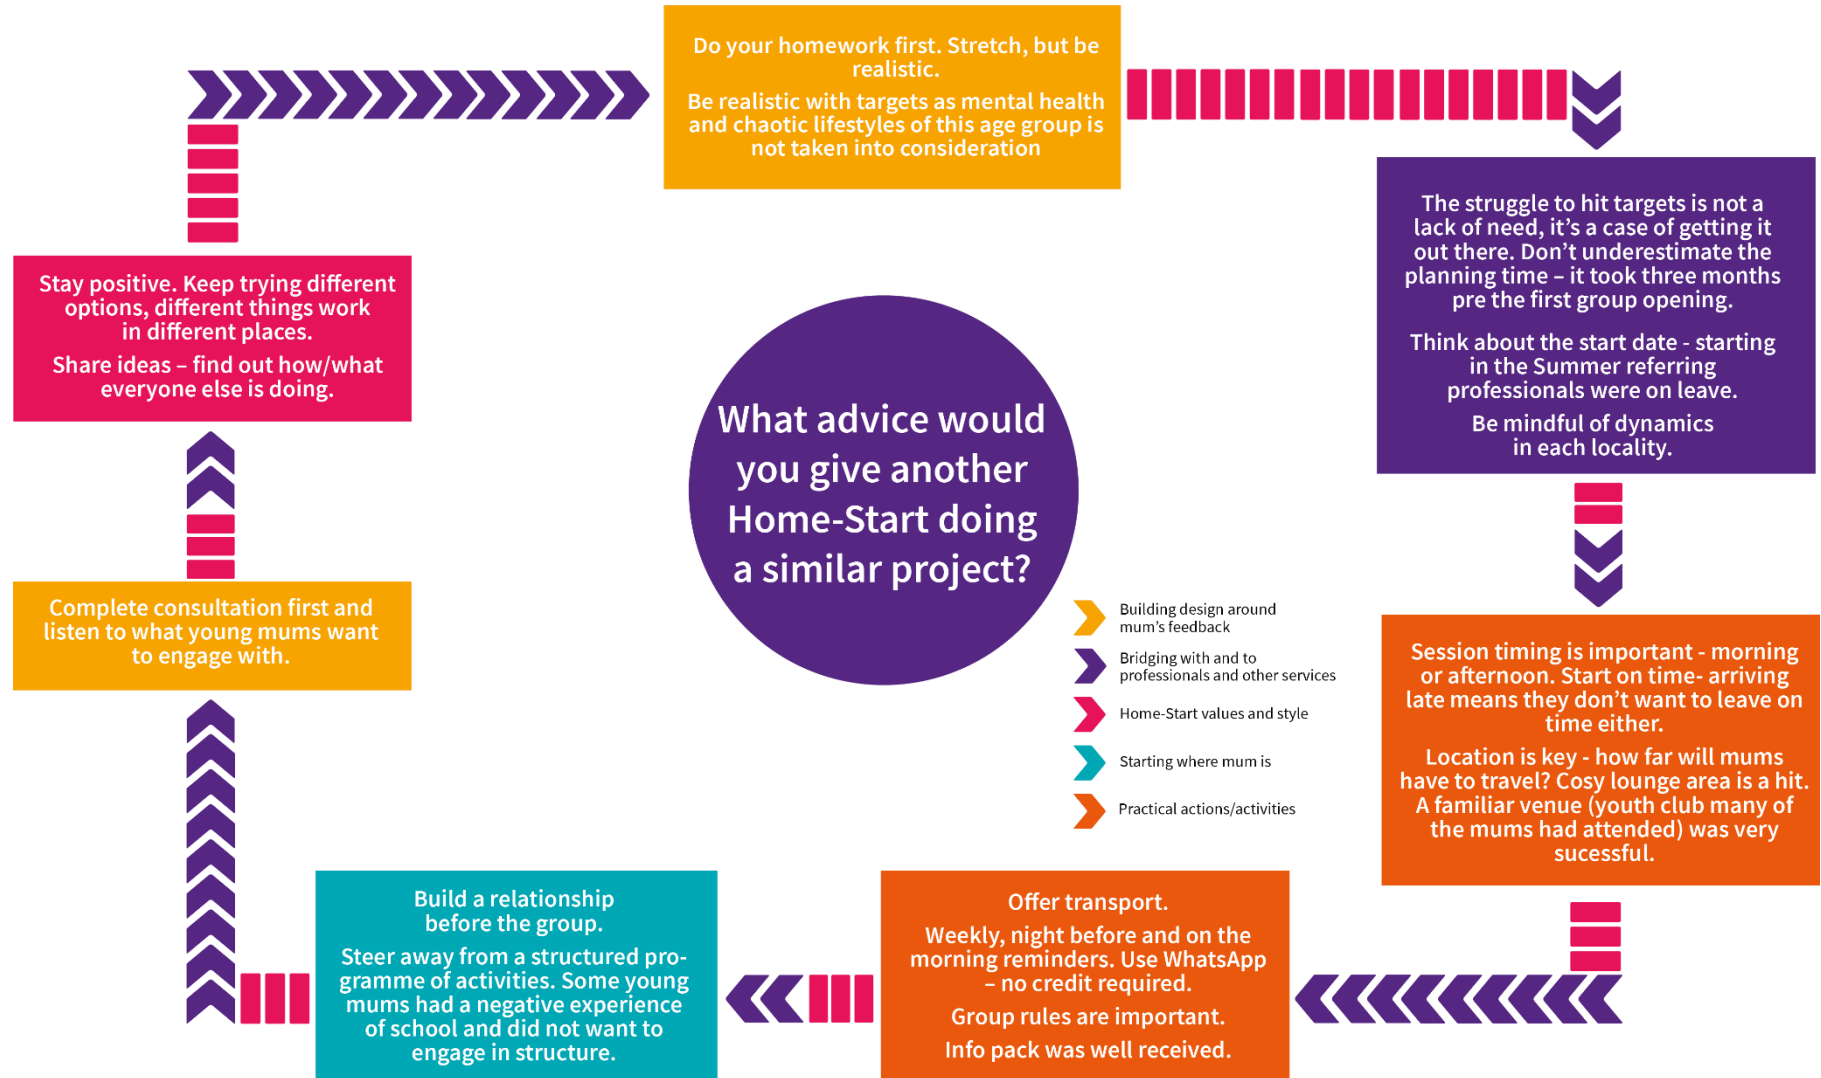 Do your homework first. Stretch, but be
realistic.
Be realistic with targets as mental health
and chaotic lifestyles of this age group is
not taken into consideration
The struggle to hit targets is not a
lack of need, it’s a case of getting it
out there. Don’t underestimate the
planning time – it took three months
pre the first group opening.
Think about the start date - starting
in the Summer referring
professionals were on leave.
Be mindful of dynamics
in each locality.
Session timing is important - morning
or afternoon. Start on time- arriving
late means they don’t want to leave on
time either.
Location is key - how far will mums
have to travel? Cosy lounge area is a hit.
A familiar venue (youth club many of
the mums had attended) was very
sucessful.
Offer transport.
Weekly, night before and on the
morning reminders. Use WhatsApp
– no credit required.
Group rules are important.
Info pack was well received.
Build a relationship
before the group.
Steer away from a structured pro-
gramme of activities. Some young
mums had a negative experience
of school and did not want to
engage in structure.
Complete consultation first and
listen to what young mums want
to engage with.
Stay positive. Keep trying different
options, different things work
in different places.
Share ideas – find out how/what
everyone else is doing.
What advice would
you give another
Home-Start doing
a similar project?
Building design around
mum’s feedback
Bridging with and to
professionals and other services
Home-Start values and style
Starting where mum is
Practical actions/activities